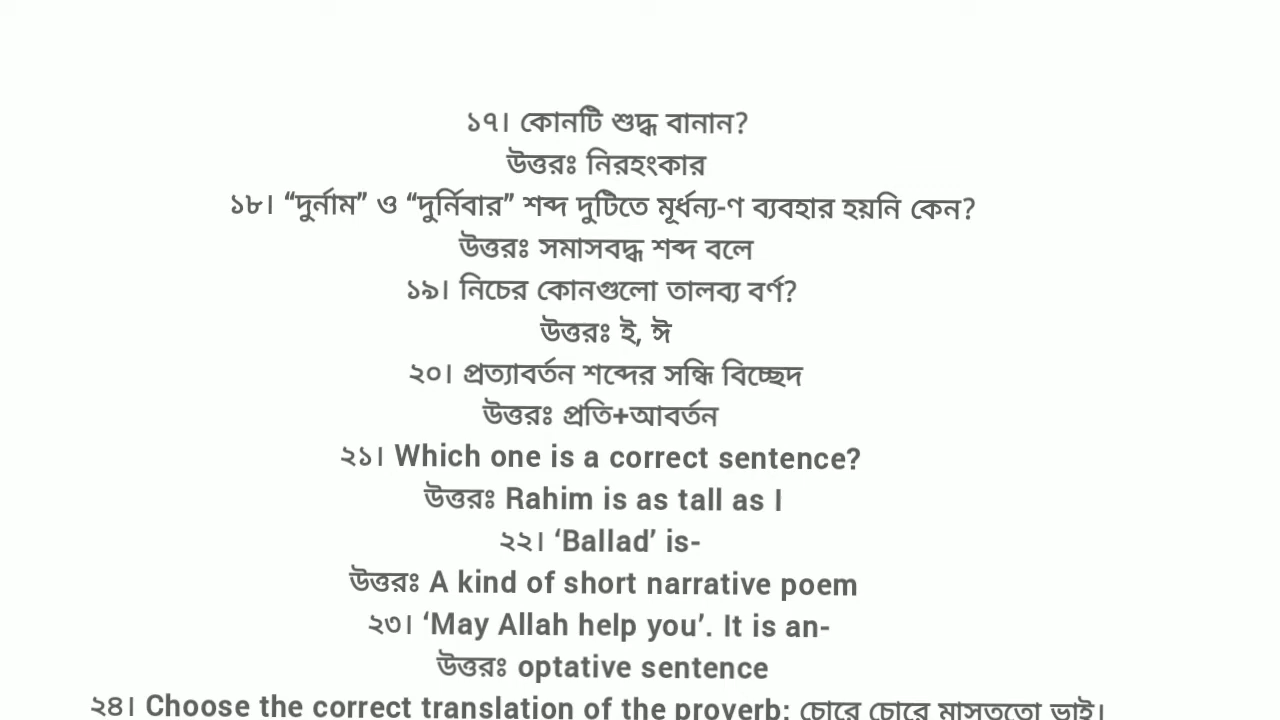 ১৭। কোনটি শুদ্ধ বানান?
উত্তরঃ নিরহংকার
১৮। “দুর্নাম” ও “দুর্নিবার” শব্দ দুটিতে মূর্ধন্য-ণ ব্যবহার হয়নি কেন?
উত্তরঃ সমাসবদ্ধ শব্দ বলে
১৯। নিচের কোনগুলো তালব্য বর্ণ?
উত্তরঃ ই, ঈ
২০। প্রত্যাবর্তন শব্দের সন্ধি বিচ্ছেদ
উত্তরঃ প্রতি+আবর্তন
২১। Which one is a correct sentence?
উত্তরঃ Rahim is as tall as I
২২। ‘Ballad’ is-
উত্তরঃ A kind of short narrative poem
২৩। ‘May Allah help you’. It is an-
উত্তরঃ optative sentence
২৪। Choose the correct translation of the proverb: চোরে চোরে মাসতুতো ভাই।